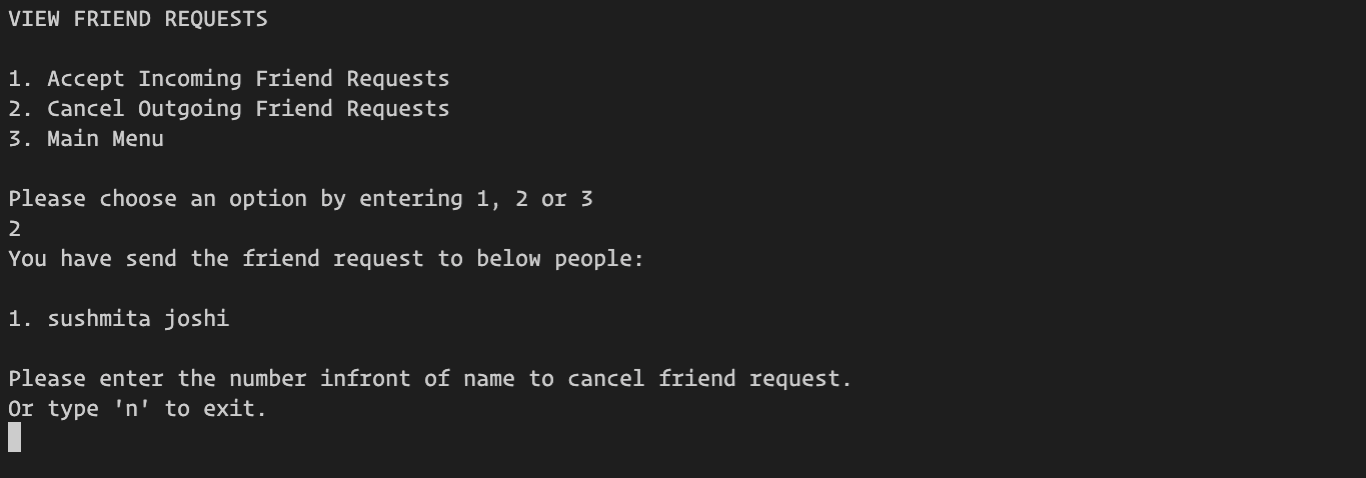 VIEW FRIEND REQUESTS
1. Accept Incoming Friend Requests
2. Cancel Outgoing Friend Requests
3. Main Menu
Please choose an option by entering 1, 2 or 3
2
You have send the friend request to below people:
1. sushmita joshi
Please enter the number infront of name to cancel friend request.
Or type 'n' to exit.